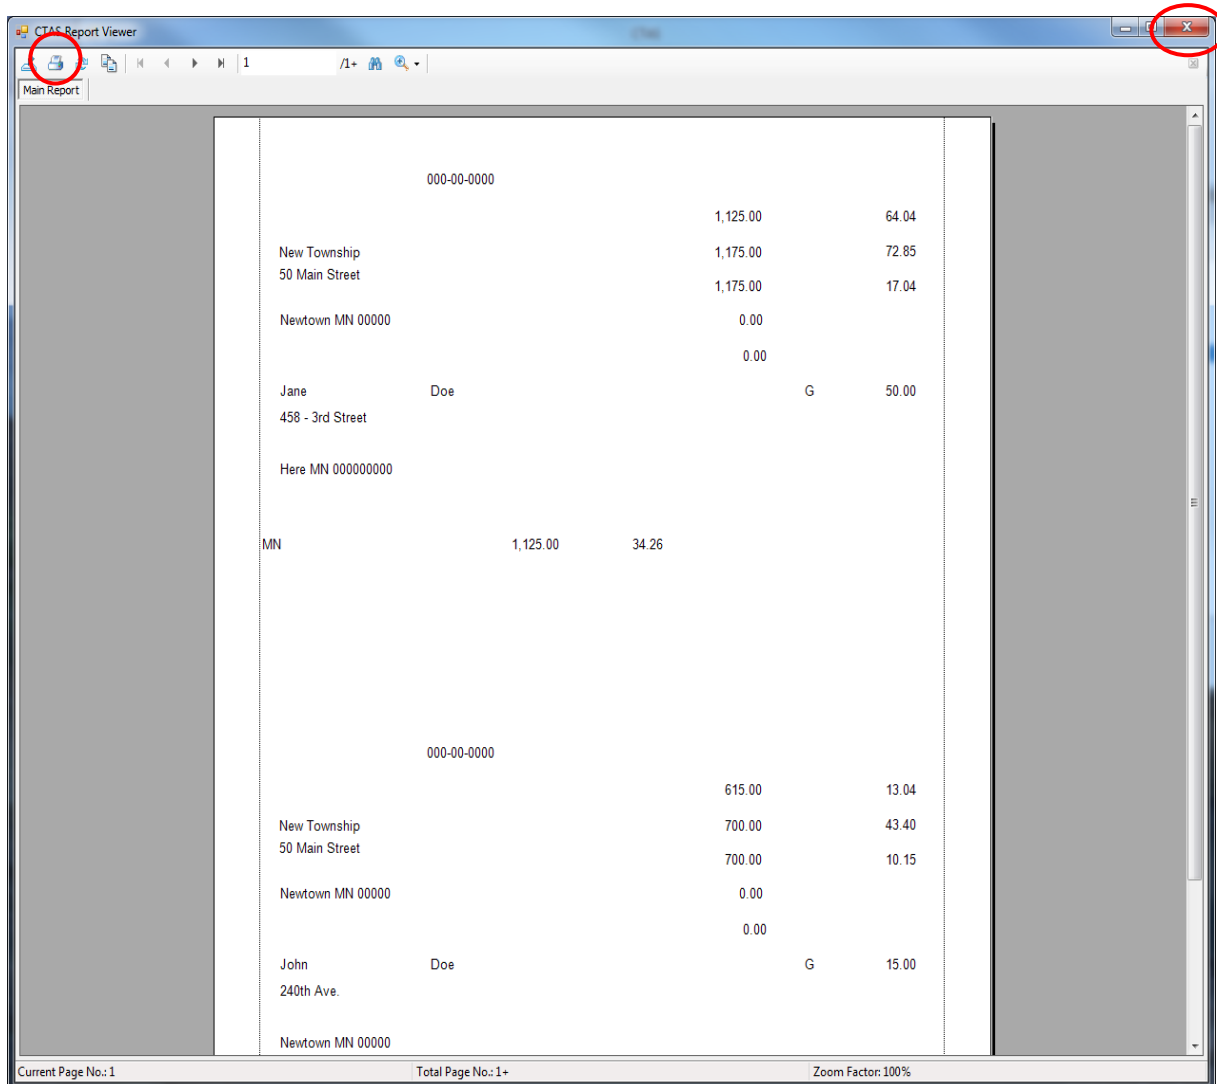 CTAS Report Viewer
CTAS
1 /1+
Main Report
000-00-0000
1,125.00 64.04
New Township 1,175.00 72.85
50 Main Street
1,175.00 17.04
Newtown MN 00000 0.00
0.00
Jane Doe G 50.00
458 - 3rd Street
Here MN 000000000
MN 1,125.00 34.26
000-00-0000
615.00 13.04
New Township 700.00 43.40
50 Main Street
700.00 10.15
Newtown MN 00000 0.00
0.00
John Doe G 15.00
240th Ave.
Newtown MN 00000
Current Page No.: 1 Total Page No.: 1+ Zoom Factor: 100%